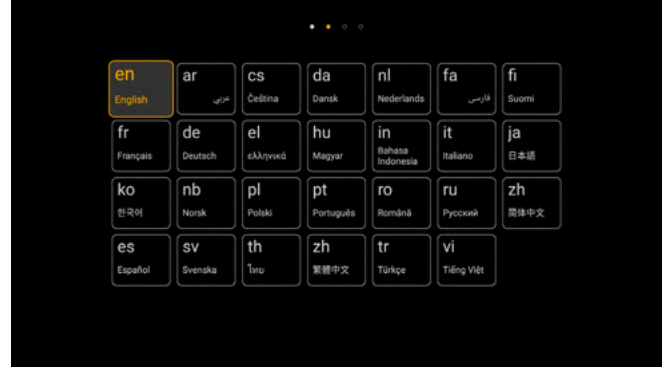 en
English
ar
عربي
cs
Čeština
da
Dansk
nl
Nederlands
fa
فارسی
fi
Suomi
fr
Français
de
Deutsch
el
ελληνικά
hu
Magyar
in
Bahasa
Indonesia
it
Italiano
ja
日本語
ko
한국어
nb
Norsk
pl
Polski
pt
Português
ro
Română
ru
Русский
zh
简体中文
es
Español
sv
Svenska
th
ไทย
zh
繁體中文
tr
Türkçe
vi
Tiếng Việt